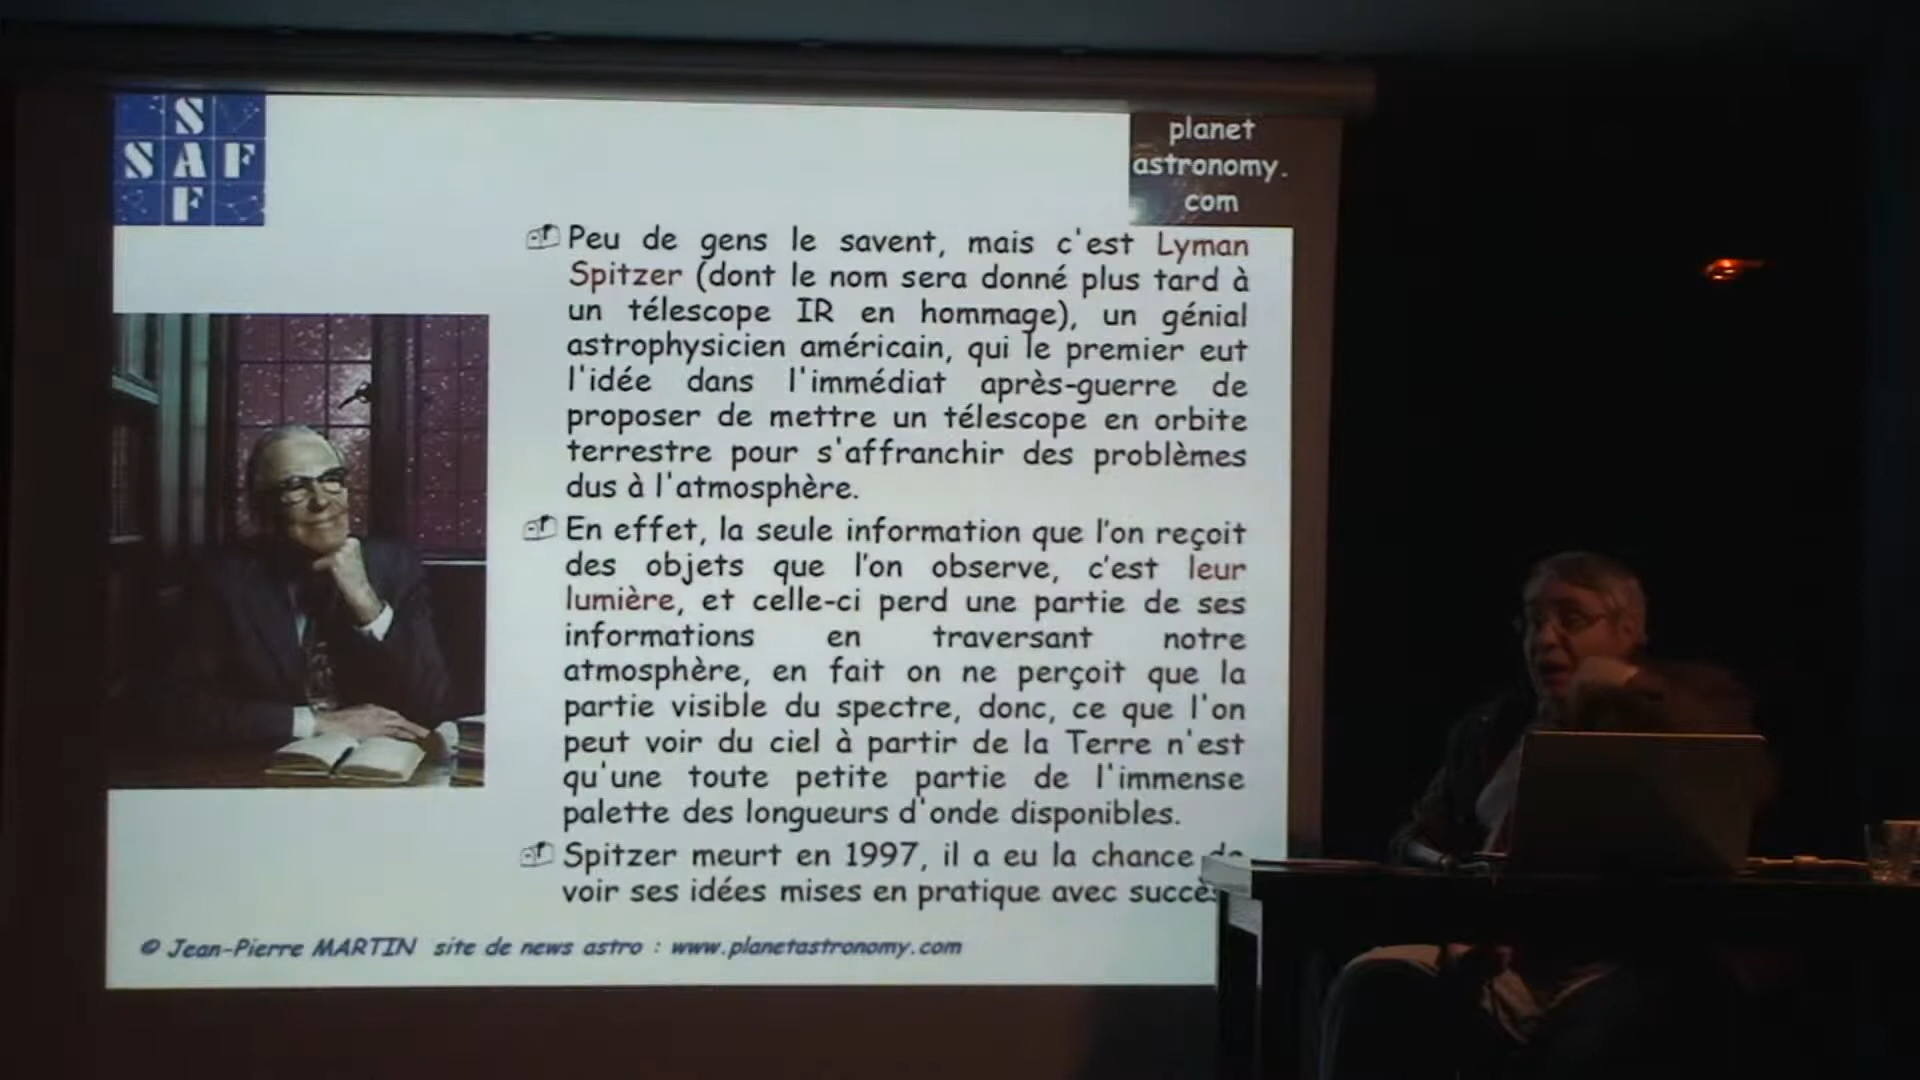 S
SAF
F
planet
astronomy.
com
Peu de gens le savent, mais c'est Lyman
Spitzer (dont le nom sera donné plus tard à
un télescope IR en hommage), un génial
astrophysicien américain, qui le premier eut
l'idée dans l'immédiat après-guerre de
proposer de mettre un télescope en orbite
terrestre pour s'affranchir des problèmes
dus à l'atmosphère.
En effet, la seule information que l'on reçoit
des objets que l'on observe, c'est leur
lumière, et celle-ci perd une partie de ses
informations en traversant notre
atmosphère, en fait on ne perçoit que la
partie visible du spectre, donc, ce que l'on
peut voir du ciel à partir de la Terre n'est
qu'une toute petite partie de l'immense
palette des longueurs d'onde disponibles.
Spitzer meurt en 1997, il a eu la chance de
voir ses idées mises en pratique avec succès
© Jean-Pierre MARTIN site de news astro : www.planetastronomy.com